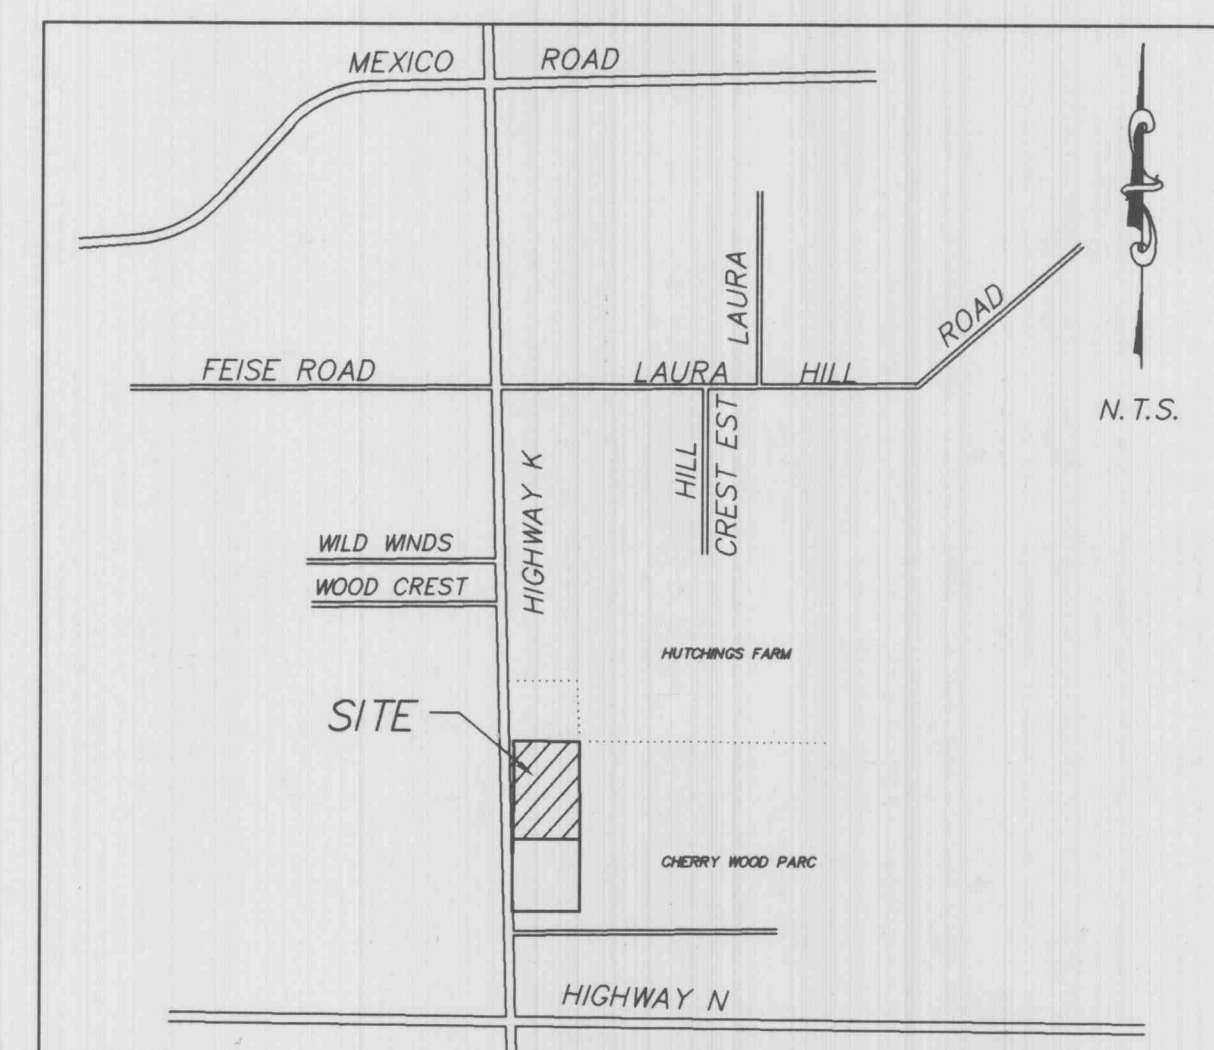 MEXICO ROAD
LAURA
ROAD
FEISE ROAD
LAURA HILL
N.T.S.
HILL
CREST EST
HIGHWAY K
WILD WINDS
WOOD CREST
HUTCHINGS FARM
SITE
CHERRY WOOD PARC
HIGHWAY N